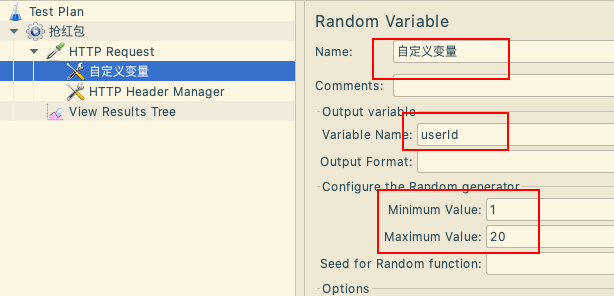 Test Plan
抢红包
HTTP Request
自定义变量
HTTP Header Manager
View Results Tree
Random Variable
Name: 自定义变量
Comments:
Output variable
Variable Name: userId
Output Format:
Configure the Random generator
Minimum Value: 1
Maximum Value: 20
Seed for Random function:
Options